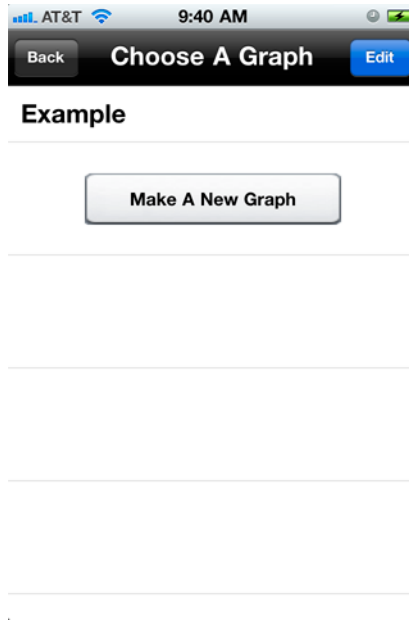 AT&T 9:40 AM
Back Choose A Graph Edit
Example
Make A New Graph